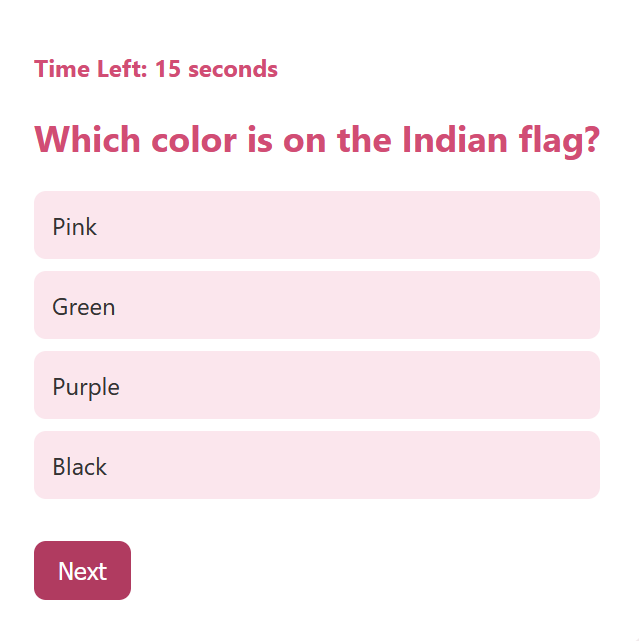 Time Left: 15 seconds
Which color is on the Indian flag?
Pink
Green
Purple
Black
Next